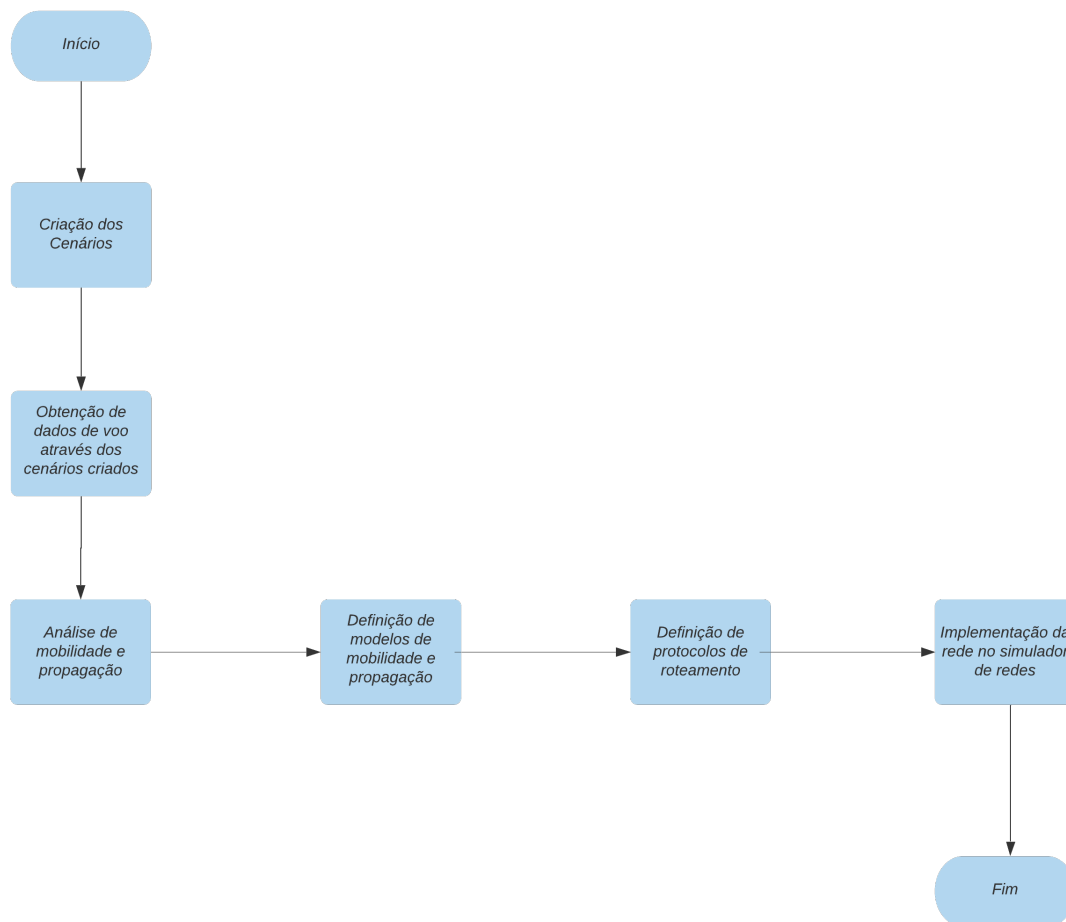 Início
Criação dos
Cenários
Obtenção de
dados de voo
através dos
cenários criados
Análise de
mobilidade e
propagação
Definição de
modelos de
mobilidade e
propagação
Definição de
protocolos de
roteamento
Implementação da
rede no simulador
de redes
Fim